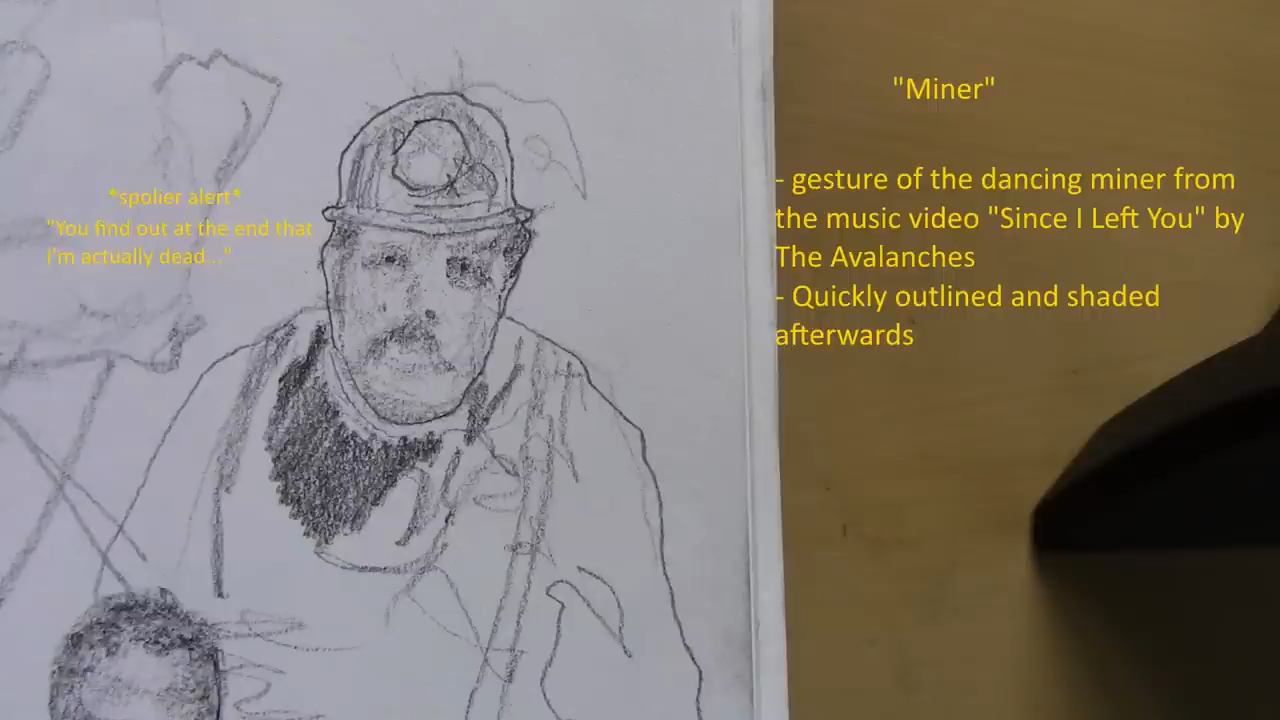 "Miner"
*spolier alert*
"You find out at the end that
i'm actually dead..."
- gesture of the dancing miner from
the music video "Since I Left You" by
The Avalanches
- Quickly outlined and shaded
afterwards